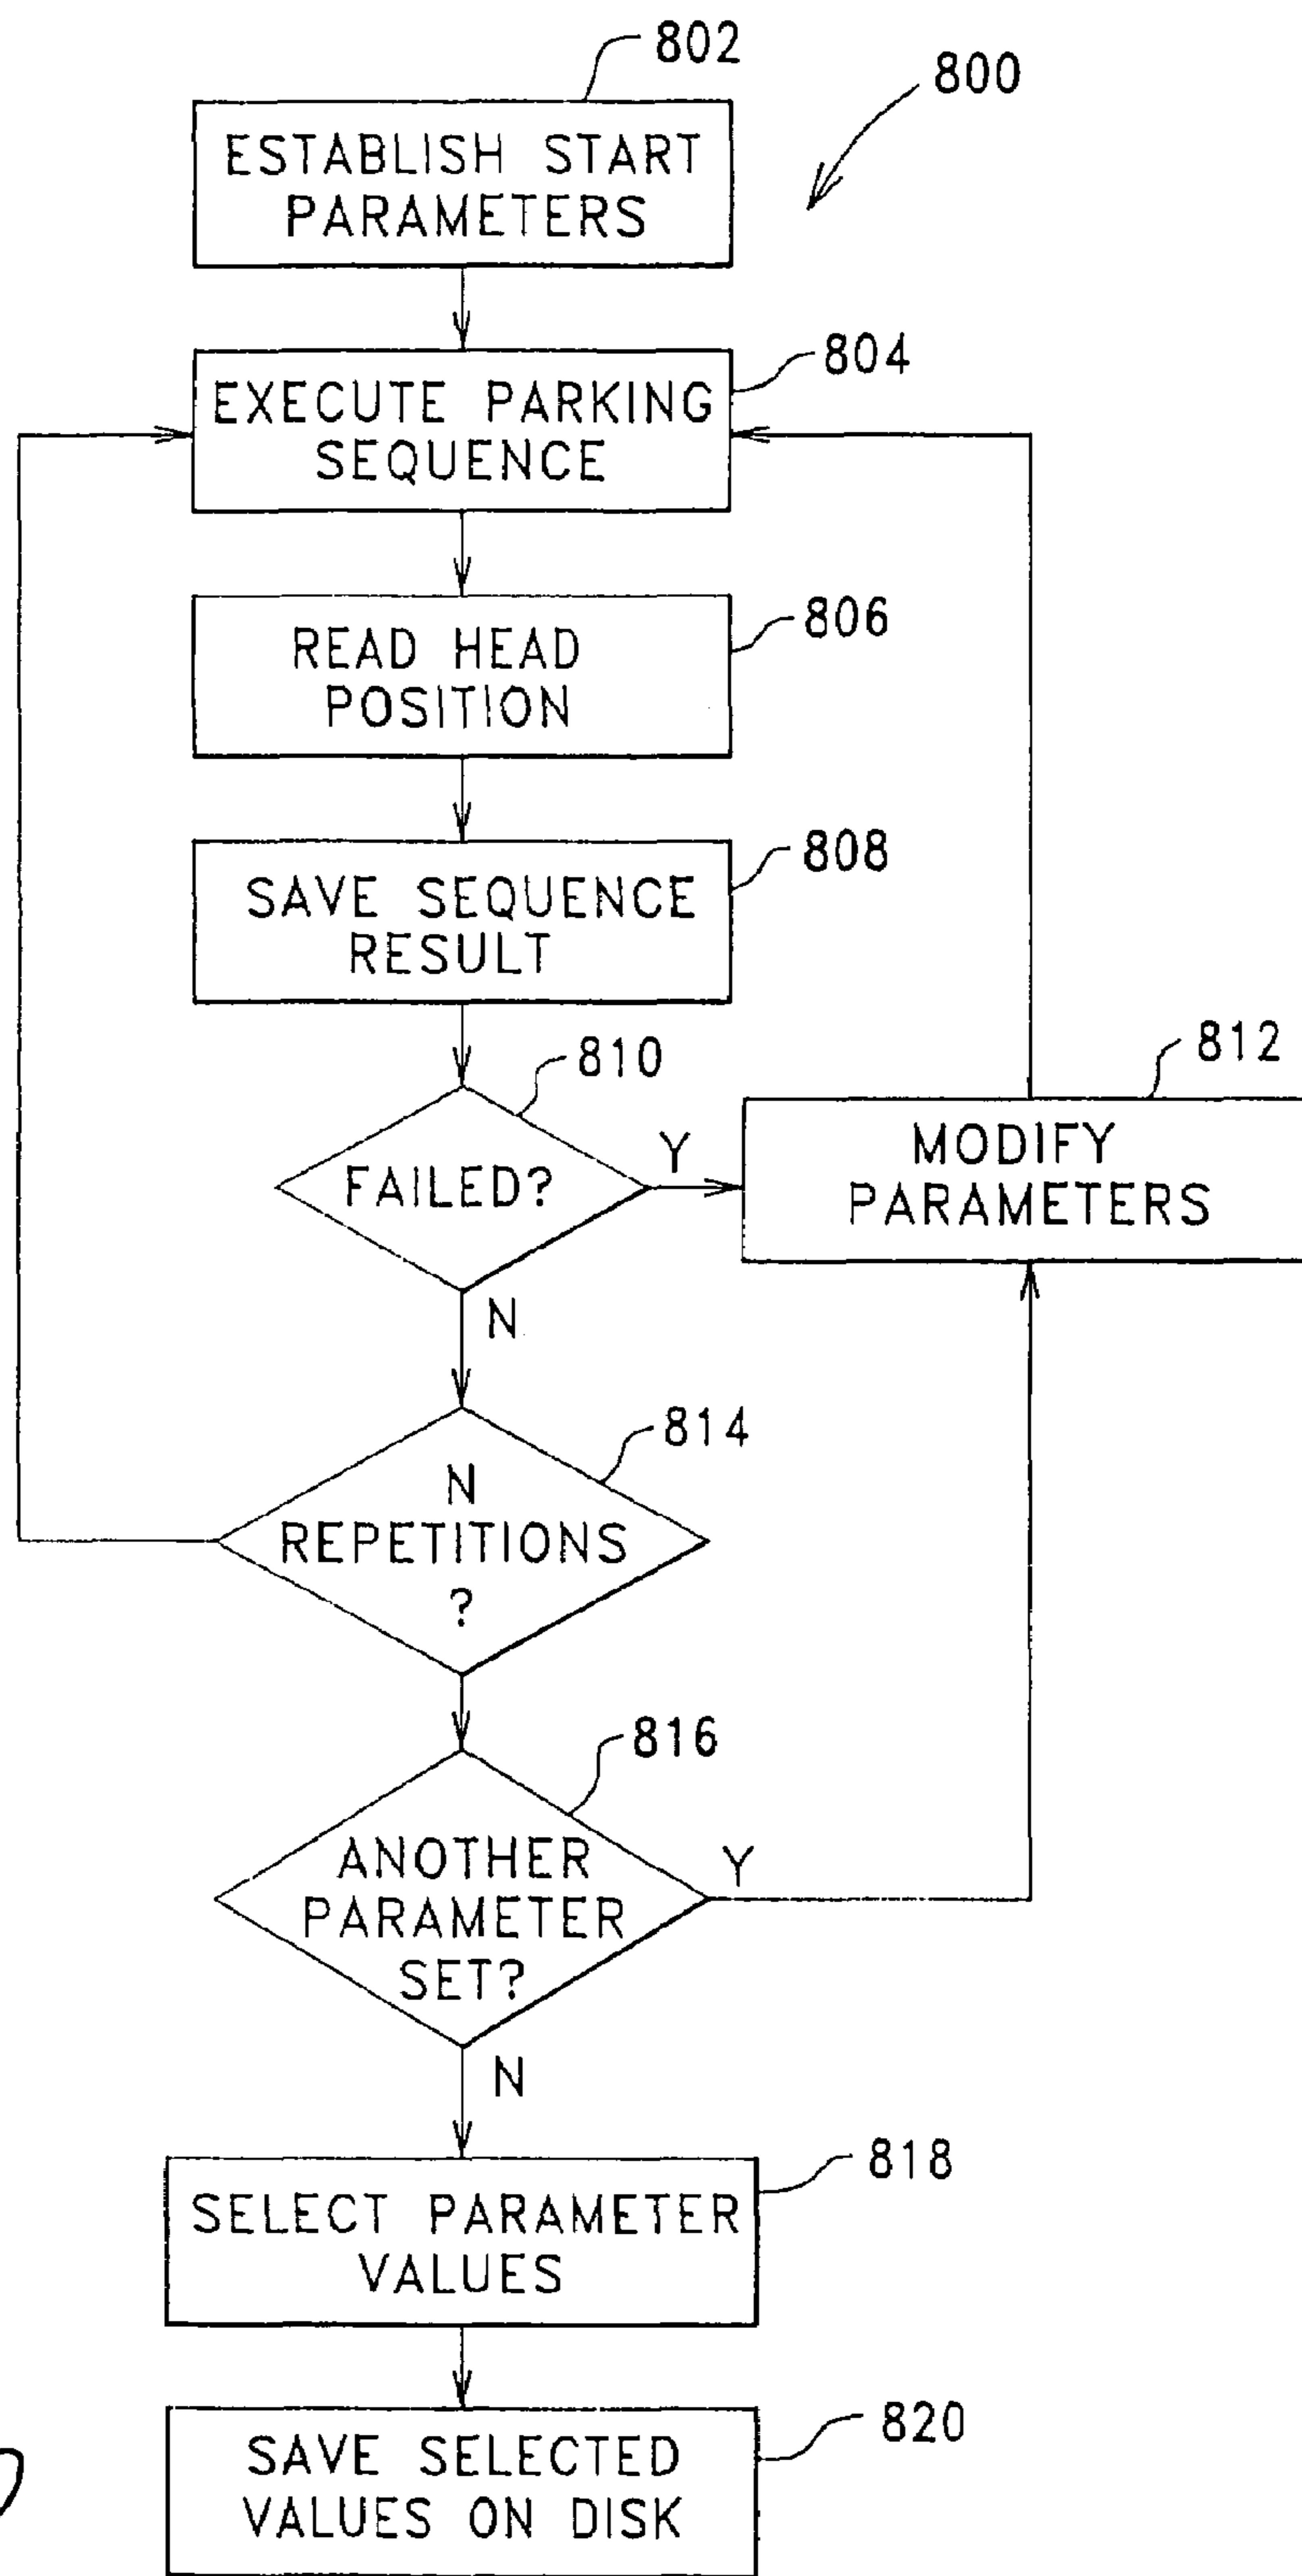 802
800
ESTABLISH START
PARAMETERS
804
EXECUTE PARKING
SEQUENCE
806
READ HEAD
POSITION
808
SAVE SEQUENCE
RESULT
810
FAILED?
Y
812
MODIFY
PARAMETERS
N
814
N
REPETITIONS
?
816
ANOTHER
PARAMETER
SET?
Y
N
818
SELECT PARAMETER
VALUES
820
SAVE SELECTED
VALUES ON DISK